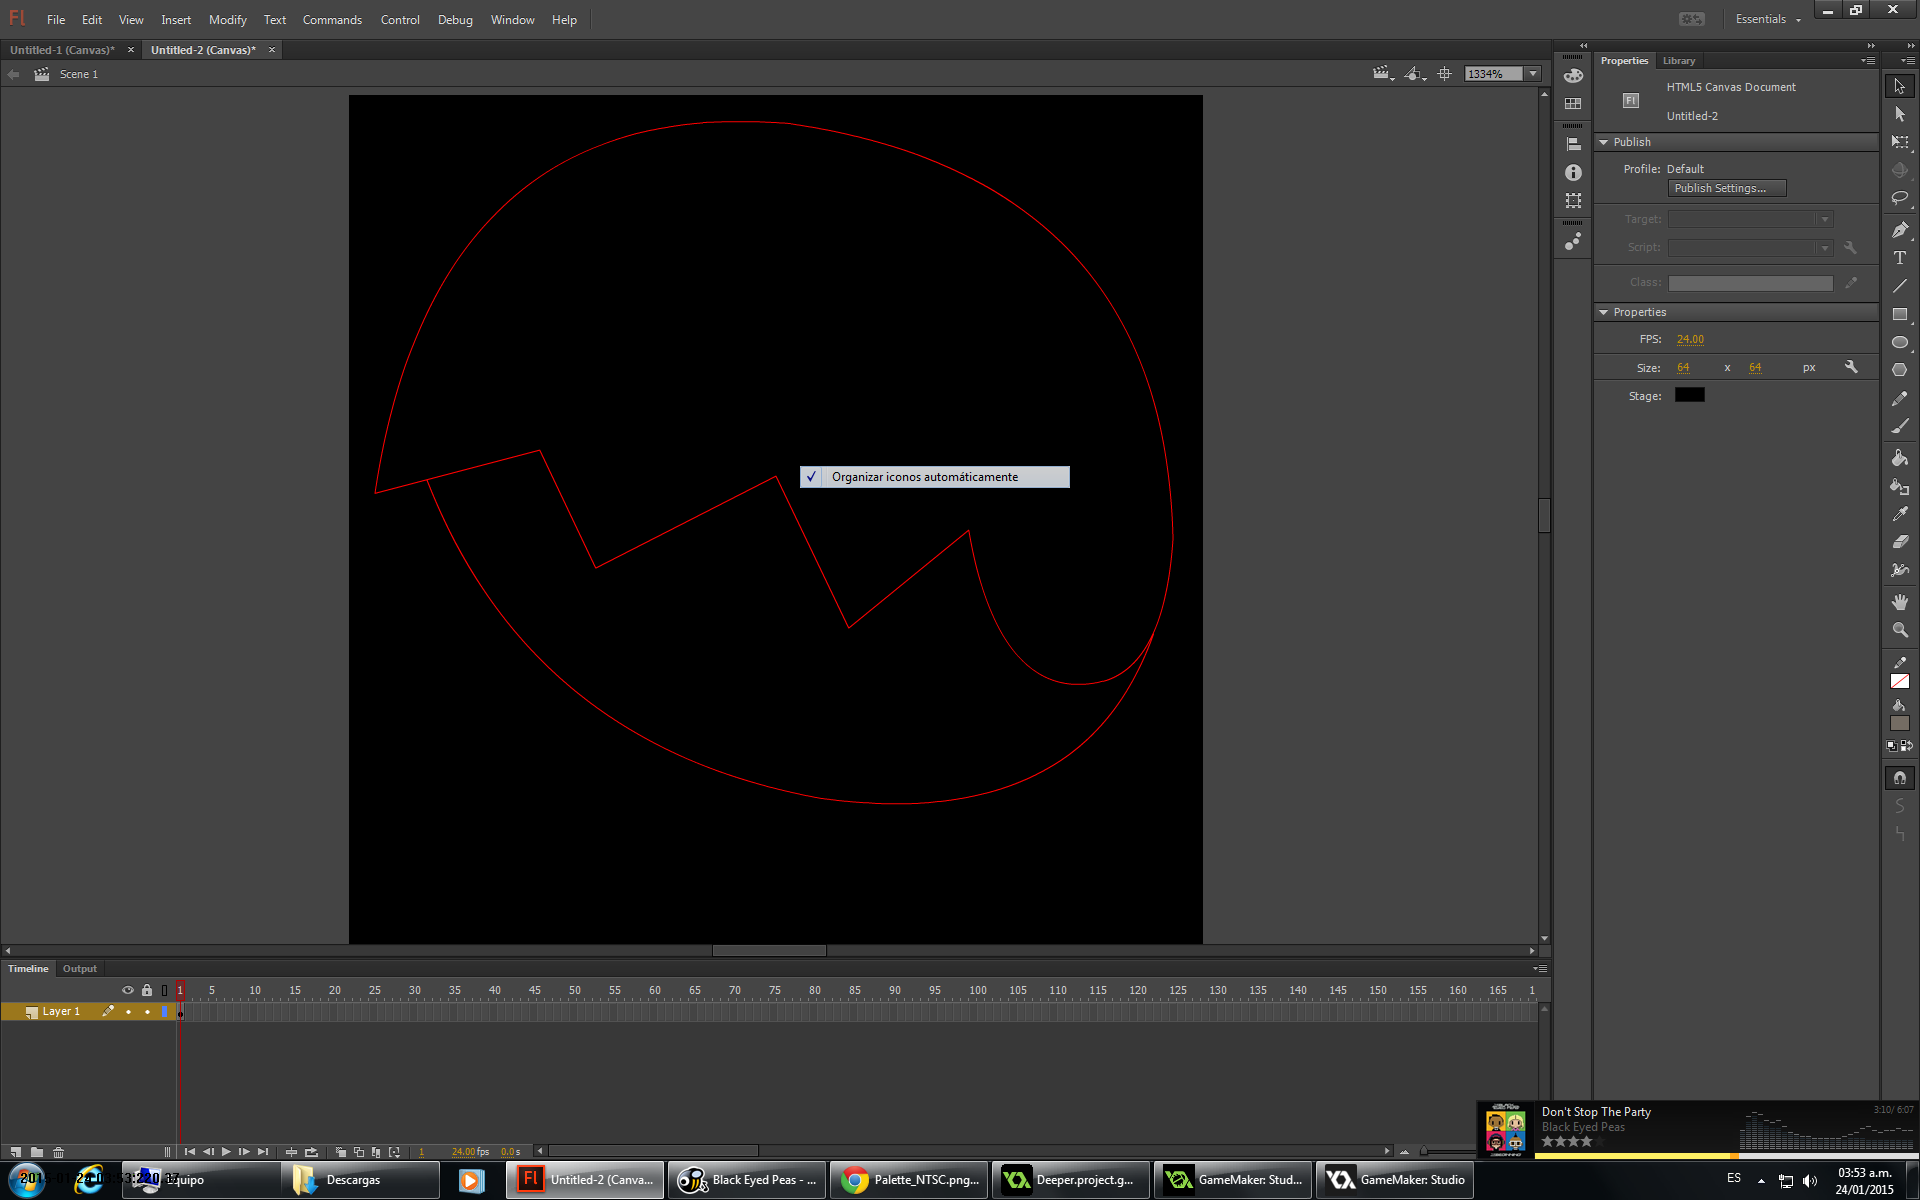 Fl File Edit View Insert Modify Text Commands Control Debug Window Help Essentials
Untitled-1 (Canvas)* × Untitled-2 (Canvas)* ×
Scene 1 1334%
Properties Library
HTML5 Canvas Document
Fl
Untitled-2
Publish
Profile: Default
Publish Settings...
Target:
Script:
Class:
Properties
FPS: 24.00
Size: 64 x 64 px
Stage:
Organizar iconos automáticamente
Timeline Output
1 5 10 15 20 25 30 35 40 45 50 55 60 65 70 75 80 85 90 95 100 105 110 115 120 125 130 135 140 145 150 155 160 165 1
Layer 1
1 24.00 fps 0.0 s
Don't Stop The Party 3:10/ 6:07
Black Eyed Peas
Equipo Descargas Fl Untitled-2 (Canva... Black Eyed Peas - ... Palette_NTSC.png... Deeper.project.g... GameMaker: Stud... GameMaker: Studio ES 03:53 a.m.
24/01/2015